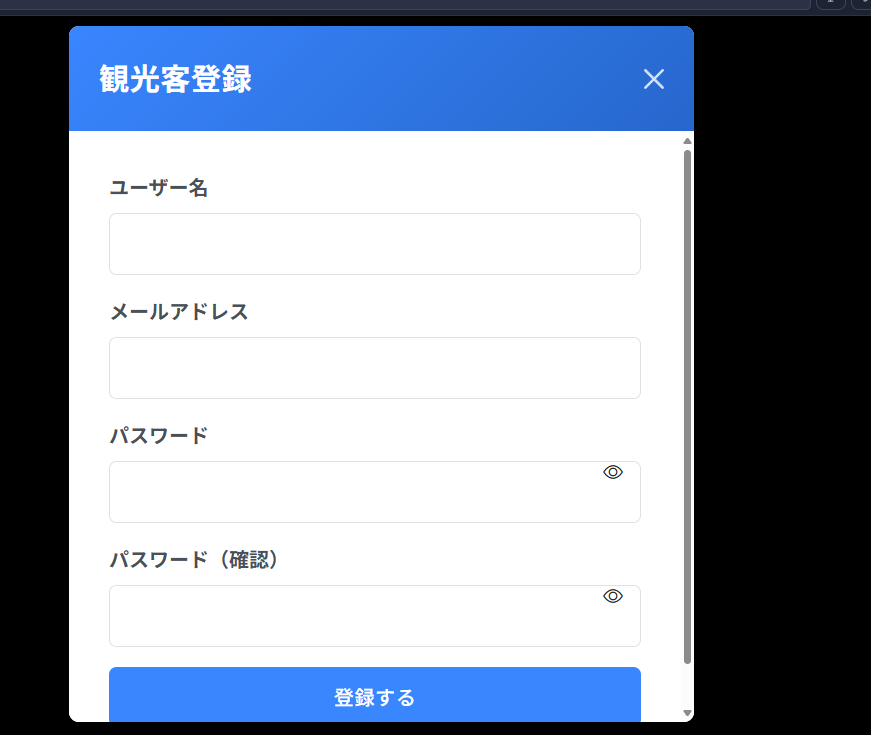 観光客登録
ユーザー名
メールアドレス
パスワード
パスワード（確認）
登録する